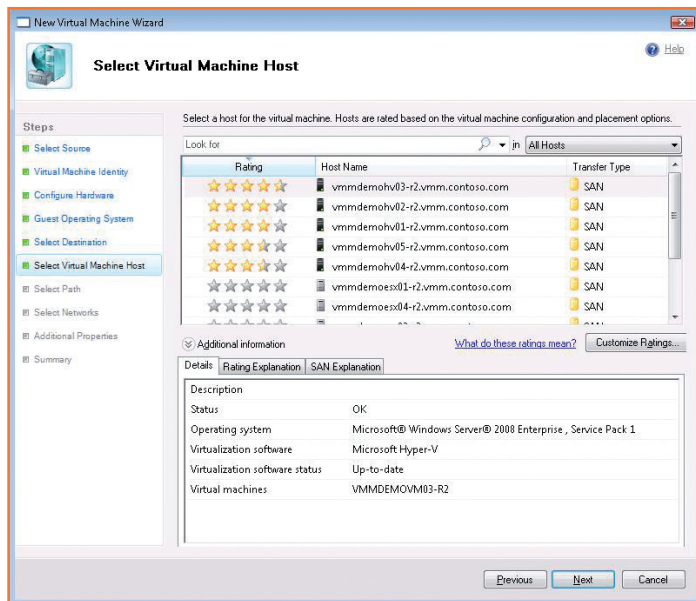 New Virtual Machine Wizard
Select Virtual Machine Host
Help
Steps
Select Source
Virtual Machine Identity
Configure Hardware
Guest Operating System
Select Destination
Select Virtual Machine Host
Select Path
Select Networks
Additional Properties
Summary
Select a host for the virtual machine. Hosts are rated based on the virtual machine configuration and placement options.
Look for in All Hosts
Rating Host Name Transfer Type
vmmdemohv03-r2.vmm.contoso.com SAN
vmmdemohv02-r2.vmm.contoso.com SAN
vmmdemohv01-r2.vmm.contoso.com SAN
vmmdemohv05-r2.vmm.contoso.com SAN
vmmdemohv04-r2.vmm.contoso.com SAN
vmmdemoesx01-r2.vmm.contoso.com SAN
vmmdemoesx04-r2.vmm.contoso.com SAN
Additional information What do these ratings mean? Customize Ratings...
Details Rating Explanation SAN Explanation
Description
Status OK
Operating system Microsoft® Windows Server® 2008 Enterprise , Service Pack 1
Virtualization software Microsoft Hyper-V
Virtualization software status Up-to-date
Virtual machines VMMDEMOVM03-R2
Previous Next Cancel